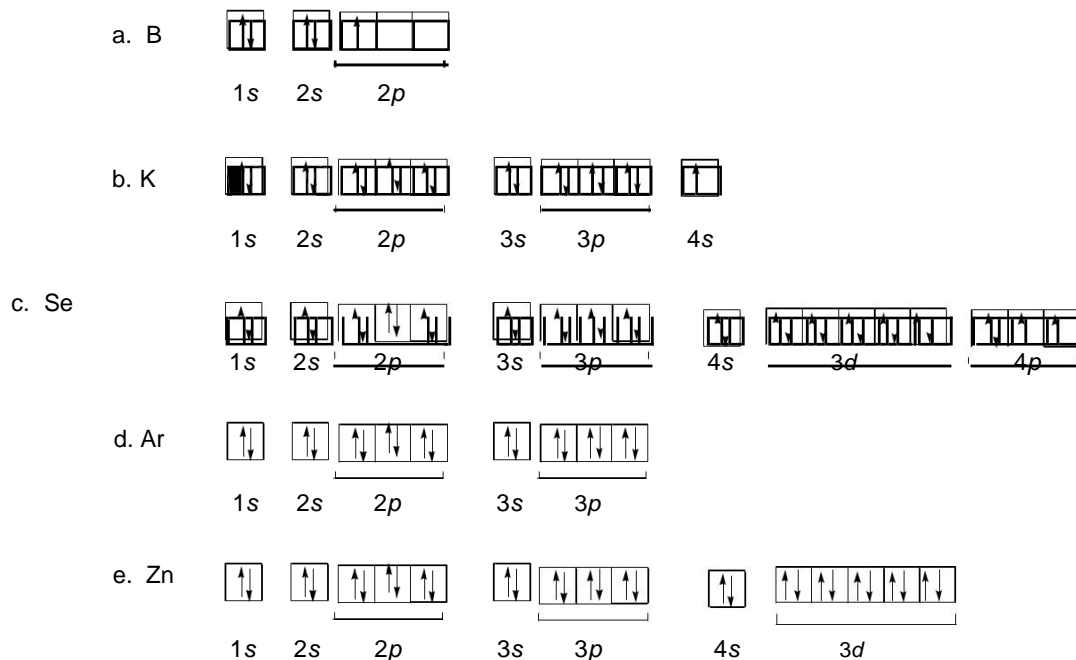 a. B
1s 2s 2p
b. K
1s 2s 2p 3s 3p 4s
c. Se
1s 2s 2p 3s 3p 4s 3d 4p
d. Ar
1s 2s 2p 3s 3p
e. Zn
1s 2s 2p 3s 3p 4s 3d